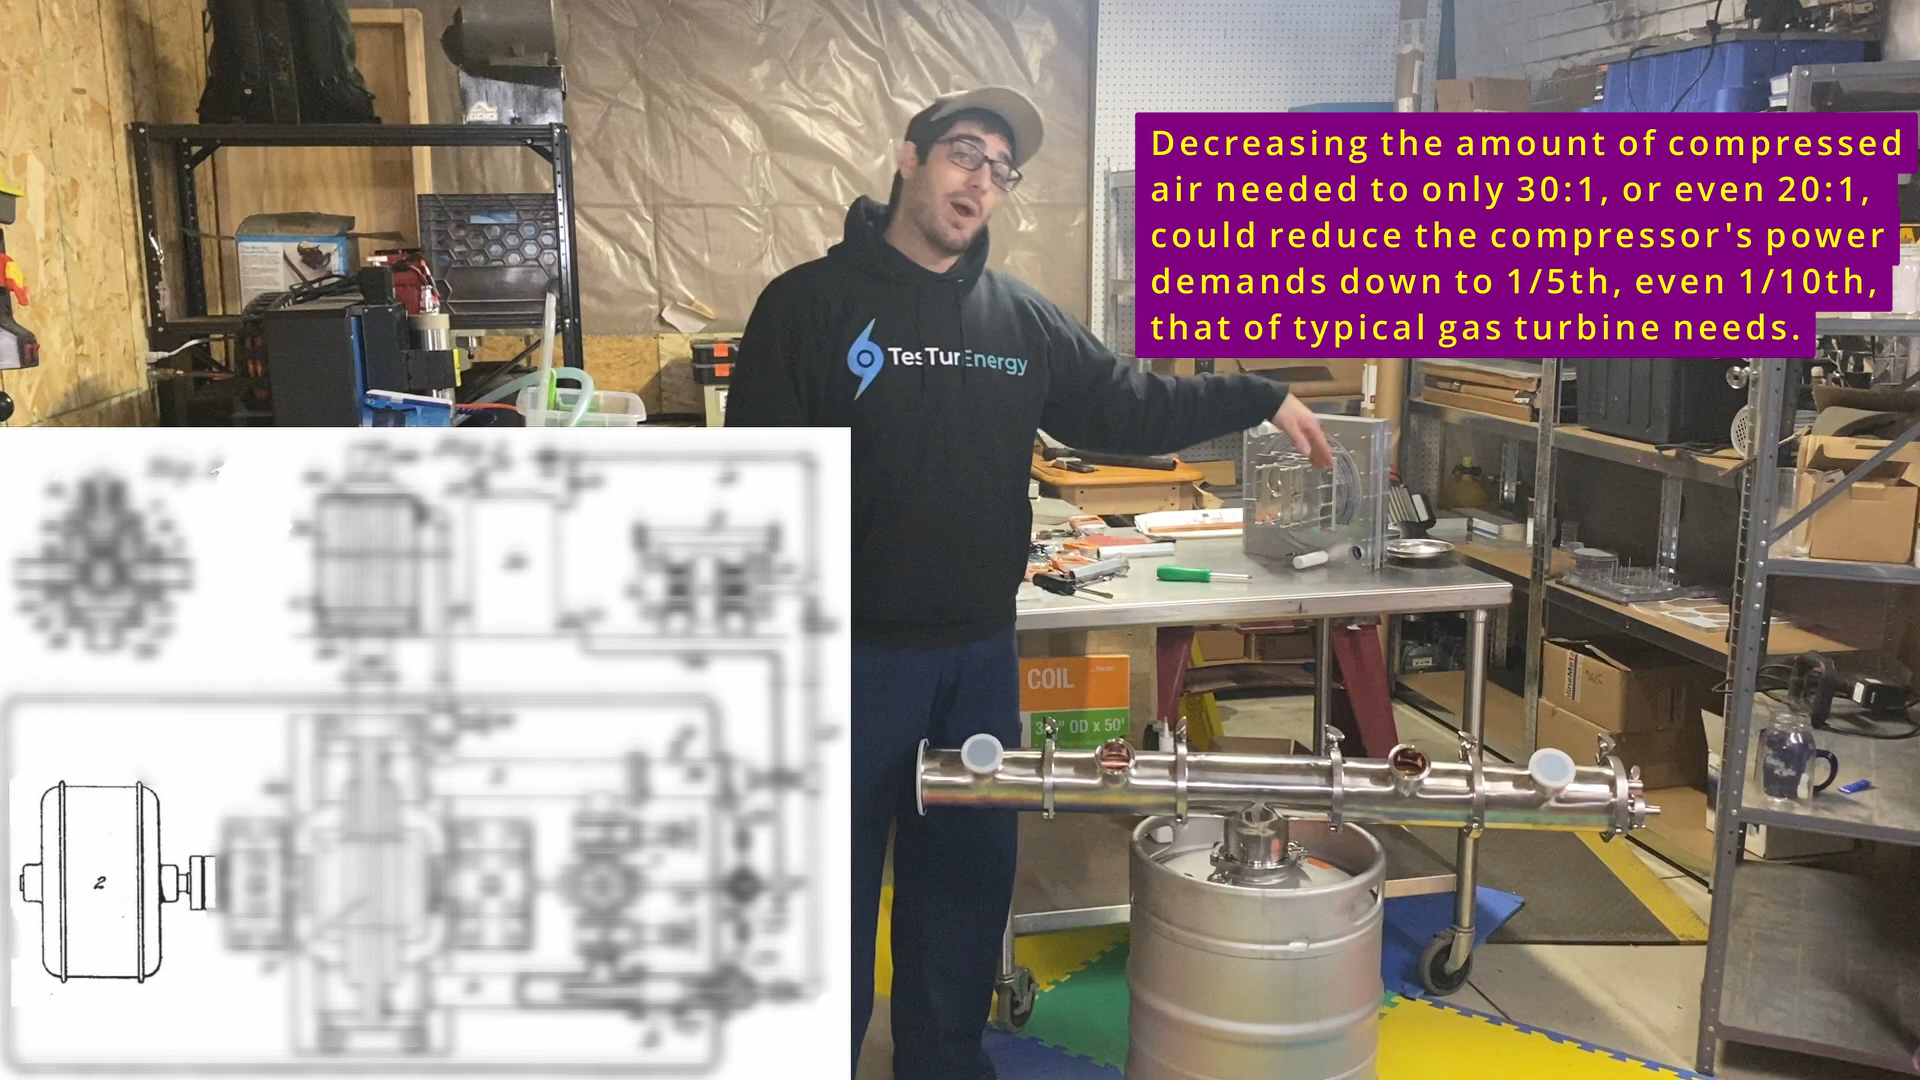 Decreasing the amount of compressed
air needed to only 30:1, or even 20:1,
could reduce the compressor's power
demands down to 1/5th, even 1/10th,
that of typical gas turbine needs.
TesTurEnergy
COIL
OD x 50'
2